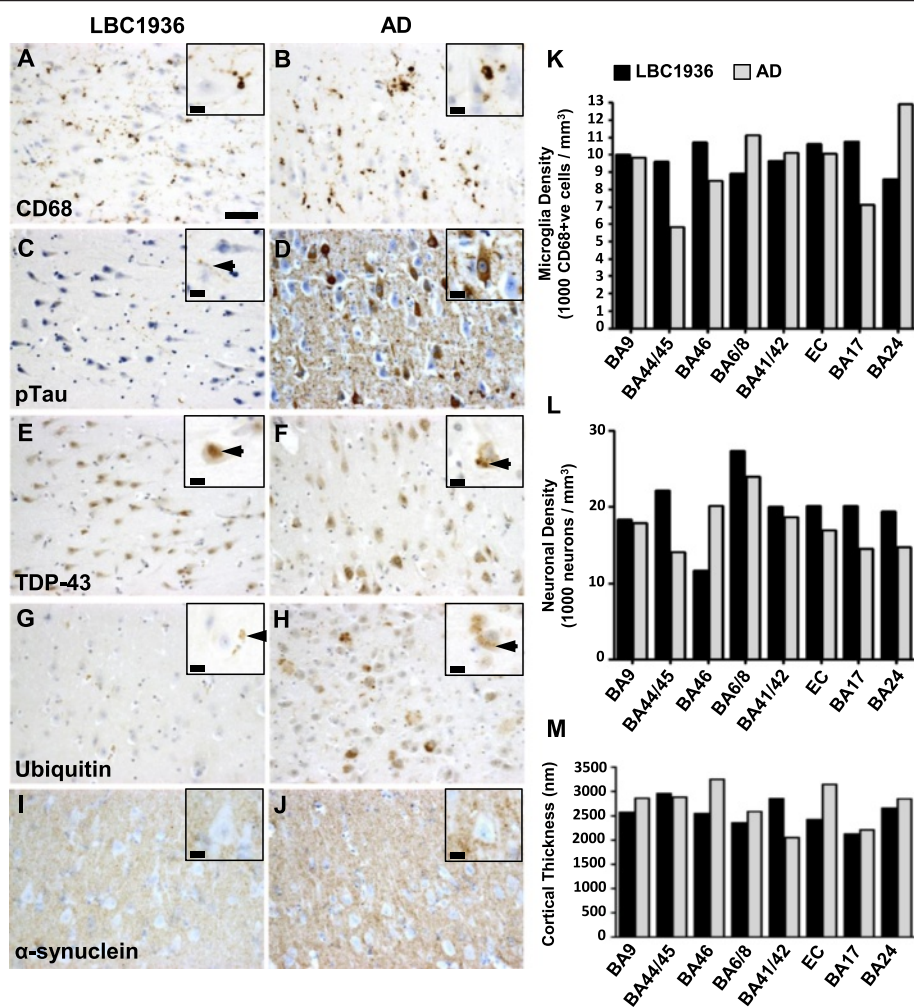 LBC1936
AD
A
B
CD68
C
D
pTau
E
F
TDP-43
G
H
Ubiquitin
I
J
α-synuclein
K
LBC1936 AD
Microglia Density
(1000 CD68+ve cells / mm³)
13
12
11
10
9
8
7
6
5
4
3
2
1
0
BA9 BA44/45 BA46 BA6/8 BA41/42 EC BA17 BA24
L
Neuronal Density
(1000 neurons / mm³)
30
20
10
0
BA9 BA44/45 BA46 BA6/8 BA41/42 EC BA17 BA24
M
Cortical Thickness (nm)
3500
3000
2500
2000
1500
1000
500
0
BA9 BA44/45 BA46 BA6/8 BA41/42 EC BA17 BA24